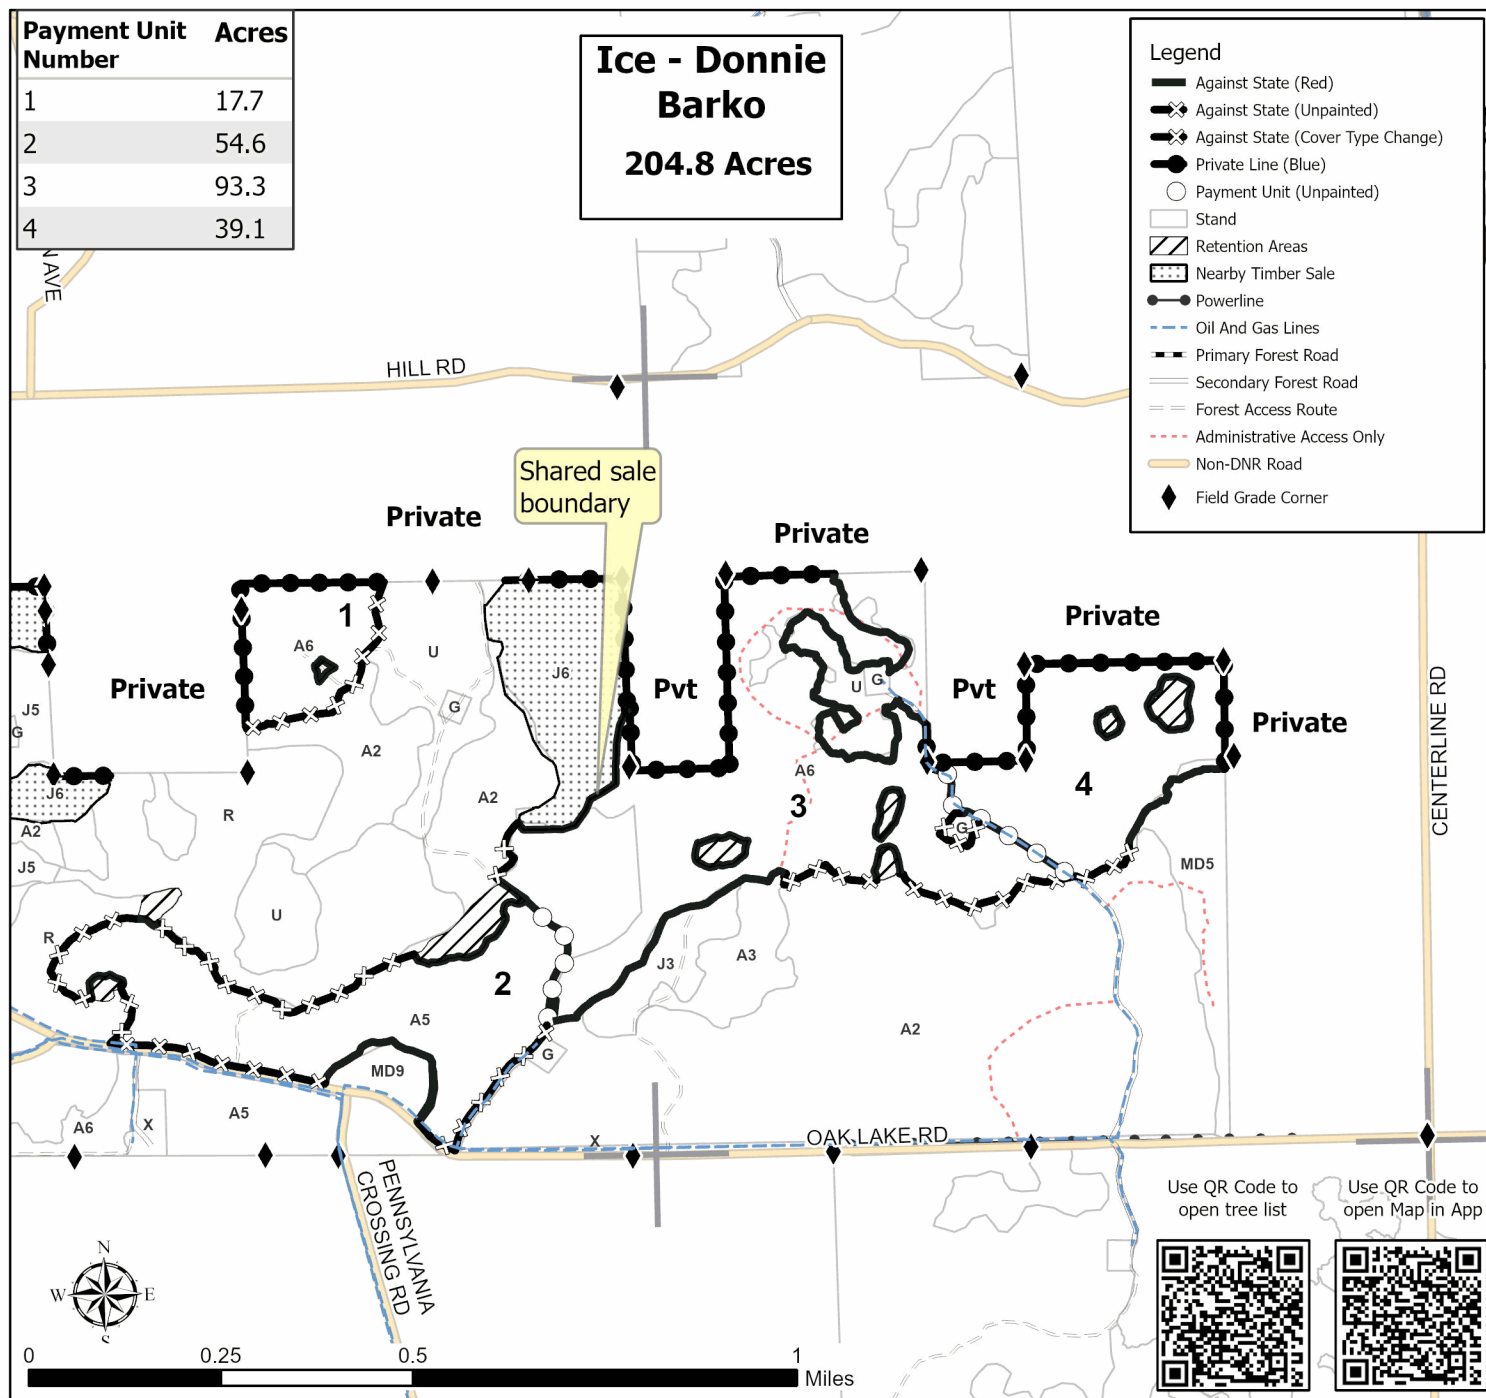 Payment Unit Number Acres
1 17.7
2 54.6
3 93.3
4 39.1
Ice - Donnie
Barko
204.8 Acres
Legend
Against State (Red)
Against State (Unpainted)
Against State (Cover Type Change)
Private Line (Blue)
Payment Unit (Unpainted)
Stand
Retention Areas
Nearby Timber Sale
Powerline
Oil And Gas Lines
Primary Forest Road
Secondary Forest Road
Forest Access Route
Administrative Access Only
Non-DNR Road
Field Grade Corner
N AVE
HILL RD
Shared sale
boundary
Private
Private
Private
Private
Pvt
Pvt
Private
CENTERLINE RD
1
A6
U
J6
G
A2
J5
G
J6
A2
J5
R
A2
U
R
U
G
A6
3
4
G
MD5
2
A5
J3
A3
A2
G
MD9
A5
A6
X
X
OAK LAKE RD
PENNSYLVANIA
CROSSING RD
Use QR Code to
open tree list
Use QR Code to
open Map in App
N
W E
S
0 0.25 0.5 1
Miles